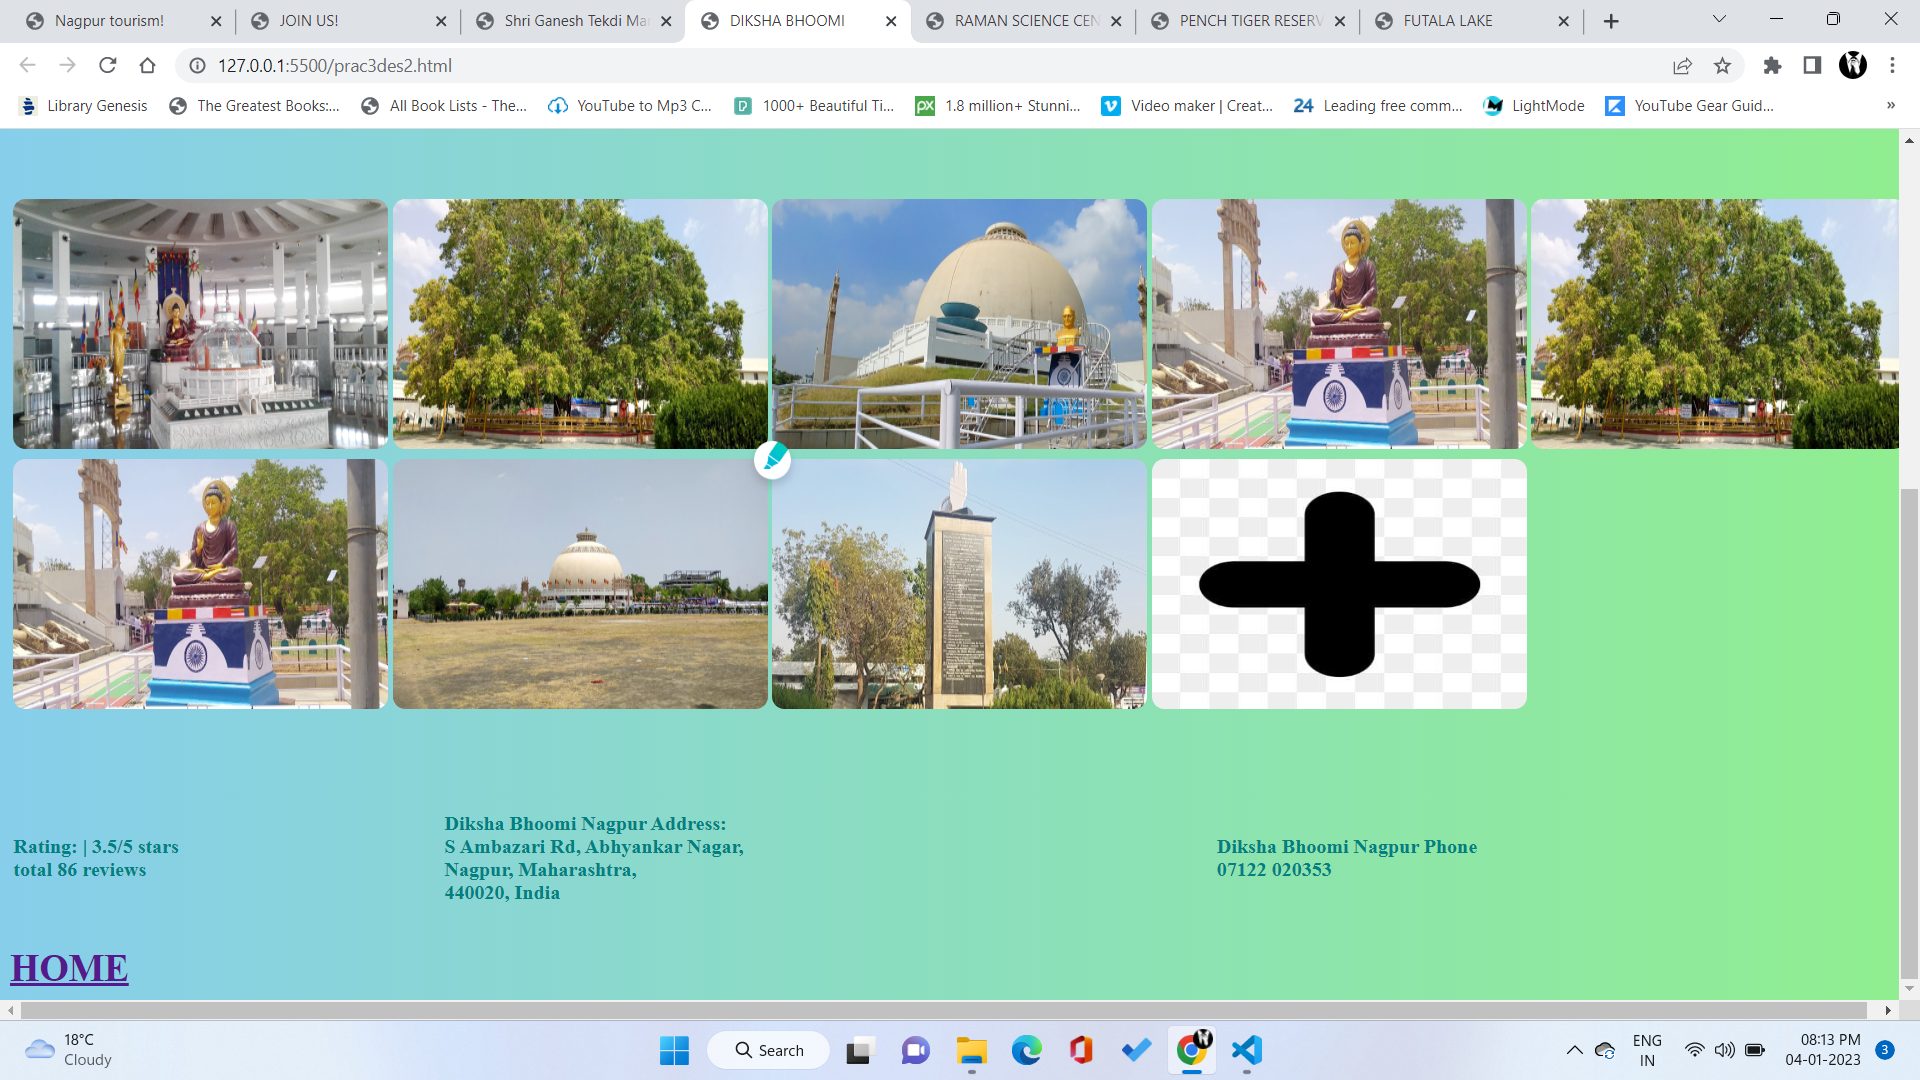 Nagpur tourism!
JOIN US!
Shri Ganesh Tekdi Ma
DIKSHA BHOOMI
RAMAN SCIENCE CEN
PENCH TIGER RESERV
FUTALA LAKE
127.0.0.1:5500/prac3des2.html
Library Genesis
The Greatest Books:...
All Book Lists - The...
YouTube to Mp3 C...
1000+ Beautiful Ti...
1.8 million+ Stunni...
Video maker | Creat...
24 Leading free comm...
LightMode
YouTube Gear Guid...
»
Rating: | 3.5/5 stars
total 86 reviews
Diksha Bhoomi Nagpur Address:
S Ambazari Rd, Abhyankar Nagar,
Nagpur, Maharashtra,
440020, India
Diksha Bhoomi Nagpur Phone
07122 020353
HOME
18°C
Cloudy
Search
ENG
IN
08:13 PM
04-01-2023
3